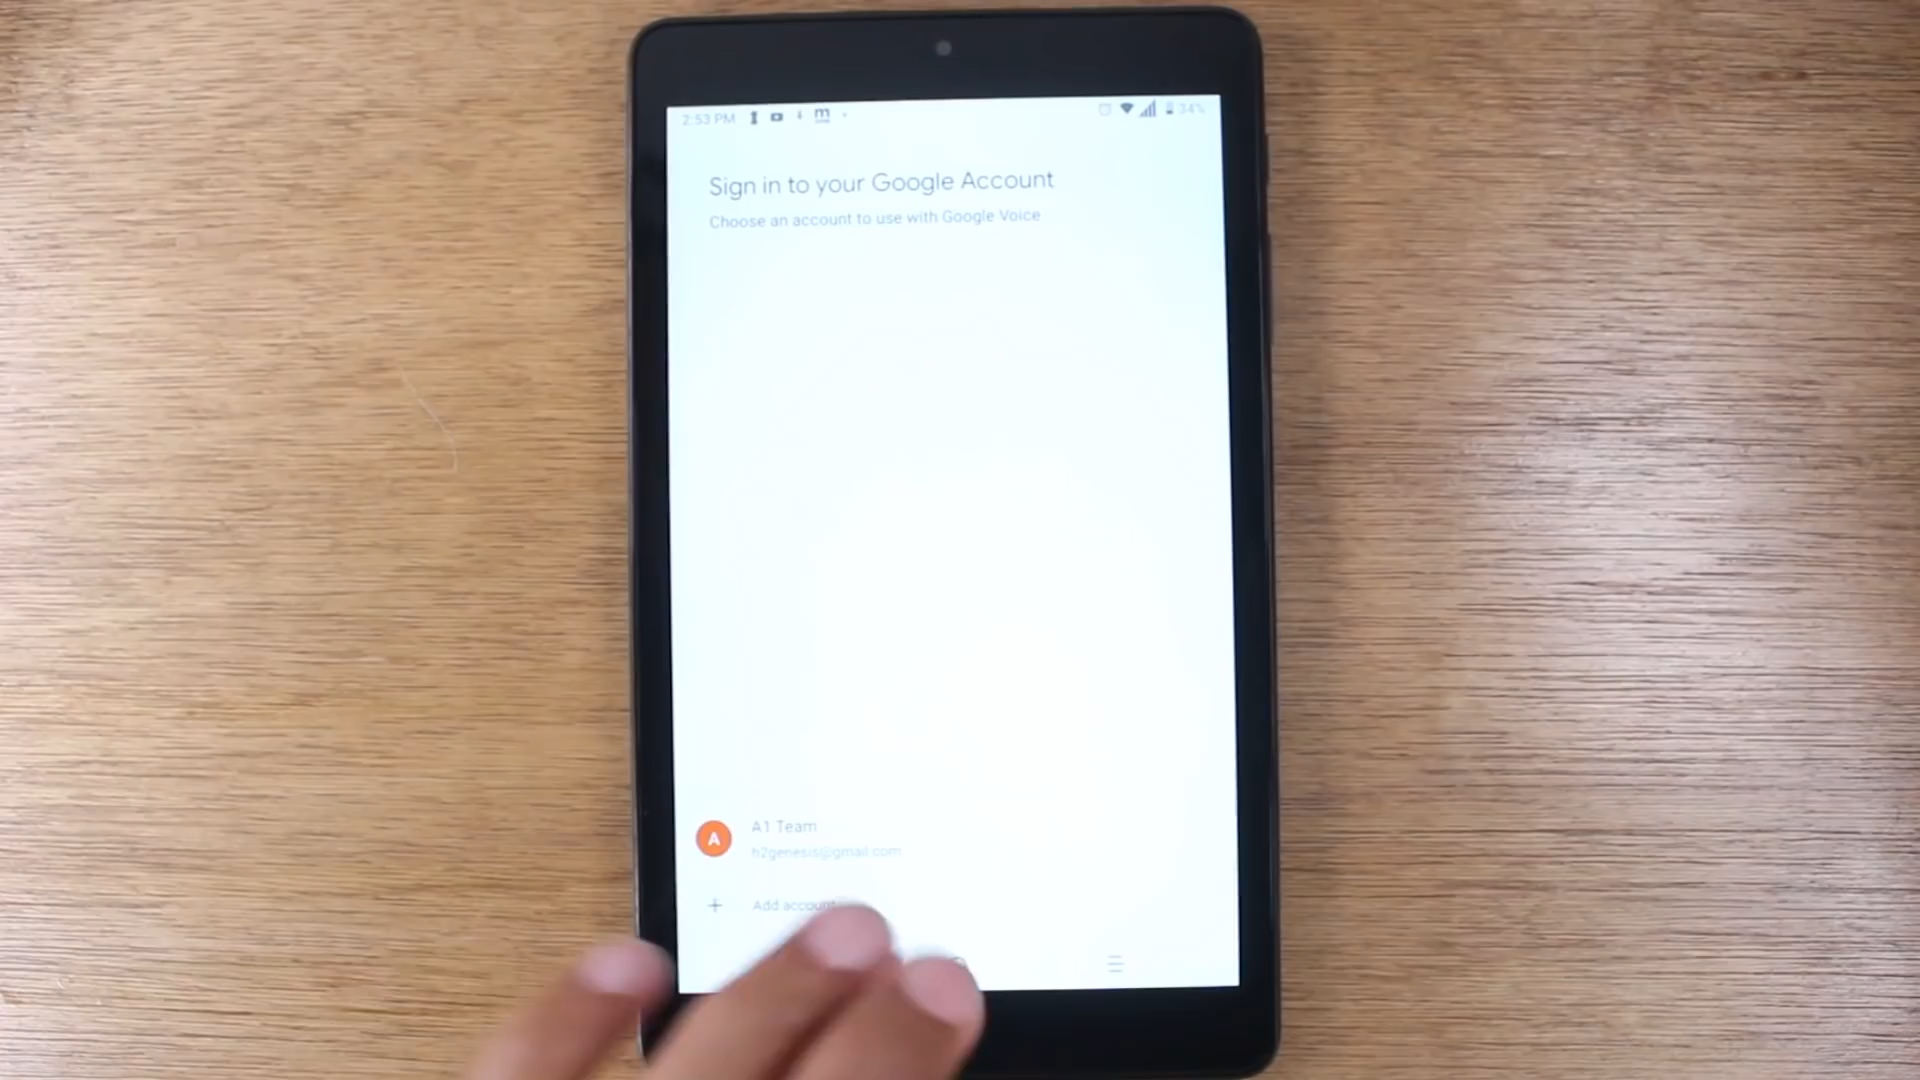 2:53 PM
34%
Sign in to your Google Account
Choose an account to use with Google Voice
A
A1 Team
h2genesis@gmail.com
Add account